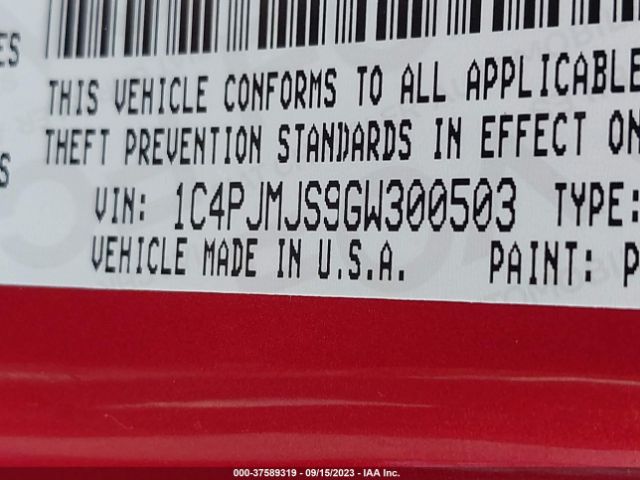 ES
THIS VEHICLE CONFORMS TO ALL APPLICABLE
THEFT PREVENTION STANDARDS IN EFFECT ON
S
VIN: 1C4PJMJS9GW300503 TYPE:
VEHICLE MADE IN U.S.A. PAINT: P
000-37589319 - 09/15/2023 - IAA Inc.